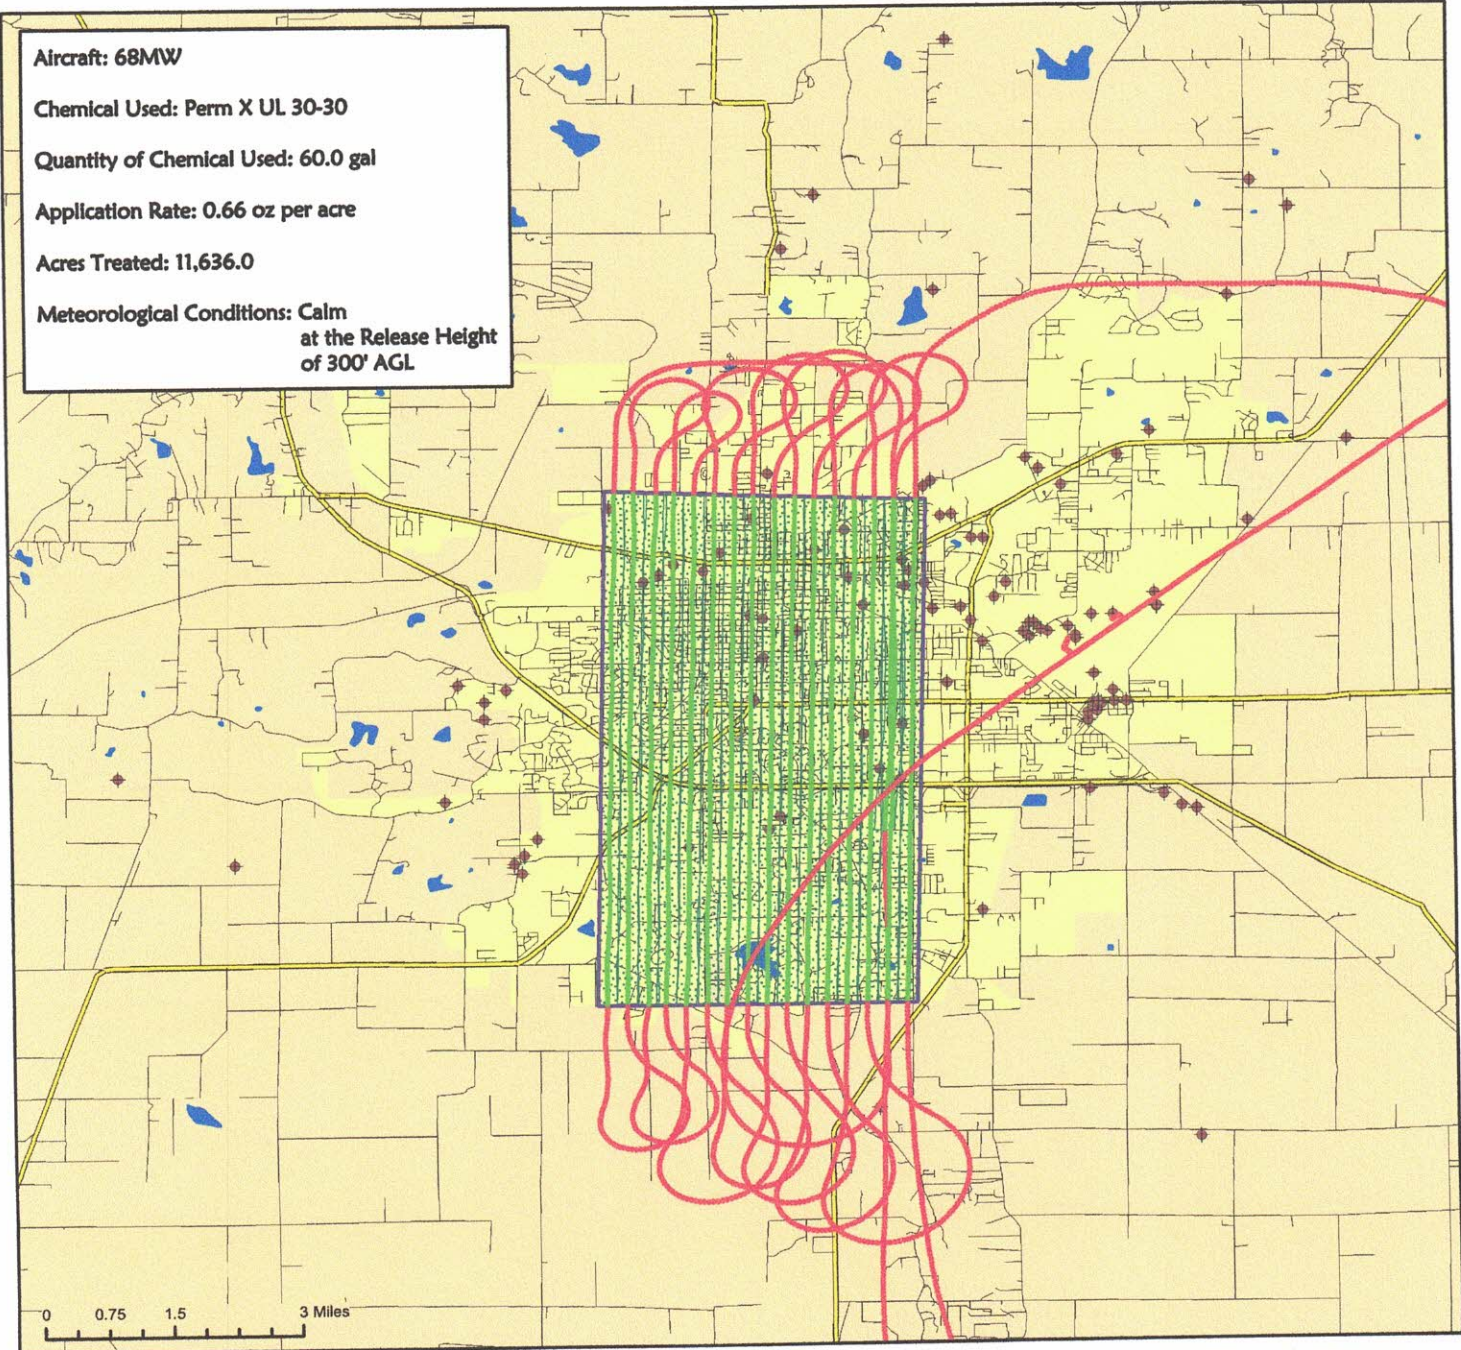 Aircraft: 68MW
Chemical Used: Perm X UL 30-30
Quantity of Chemical Used: 60.0 gal
Application Rate: 0.66 oz per acre
Acres Treated: 11,636.0
Meteorological Conditions: Calm
at the Release Height
of 300' AGL
0 0.75 1.5 3 Miles